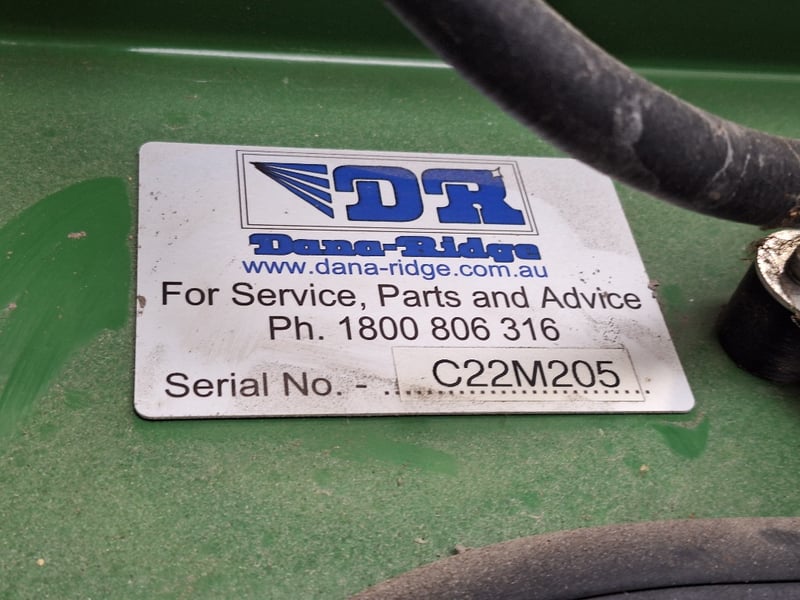 DR
Dana-Ridge
www.dana-ridge.com.au
For Service, Parts and Advice
Ph. 1800 806 316
Serial No. - ..C22M205